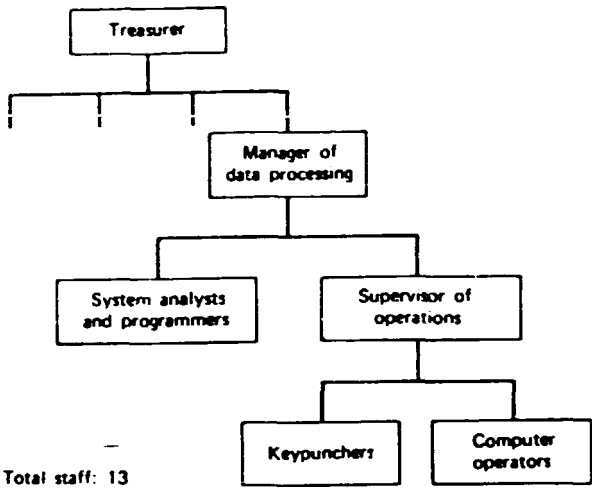 Treasurer
Manager of
data processing
System analysts
and programmers
Supervisor of
operations
Keypunchers
Computer
operators
Total staff: 13